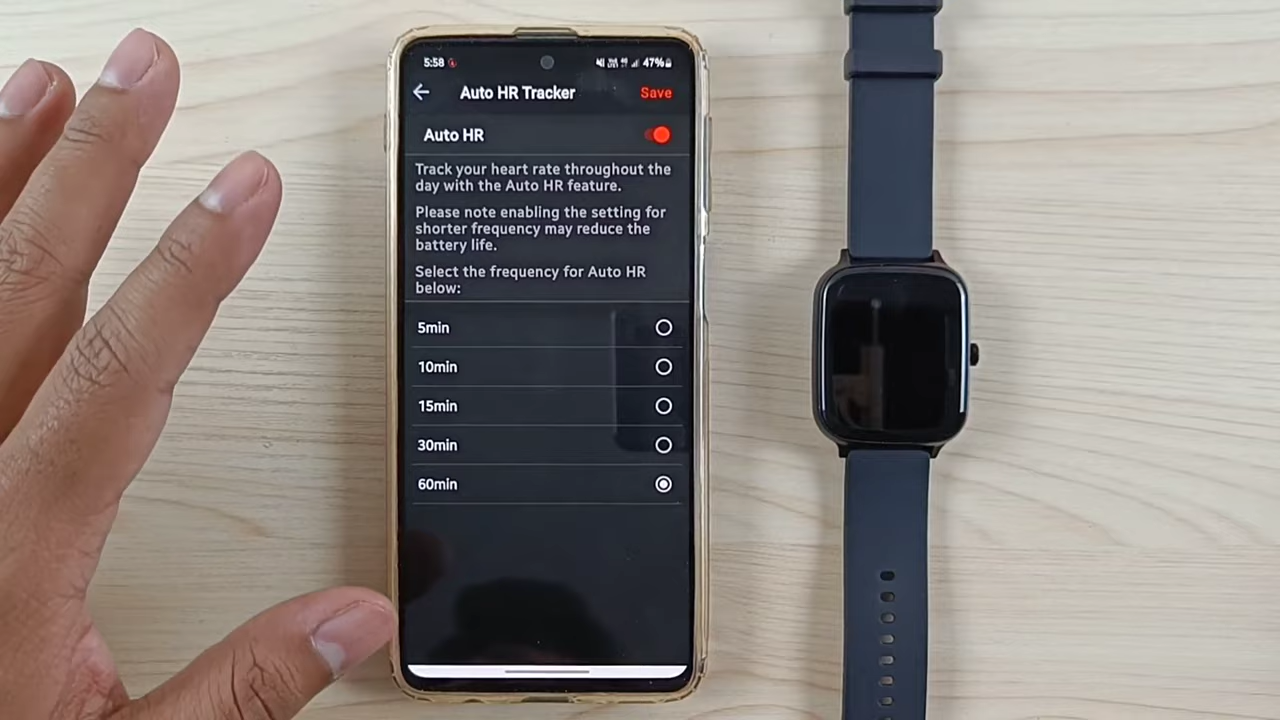 5:58 47%
Auto HR Tracker Save
Auto HR
Track your heart rate throughout the
day with the Auto HR feature.
Please note enabling the setting for
shorter frequency may reduce the
battery life.
Select the frequency for Auto HR
below:
5min
10min
15min
30min
60min